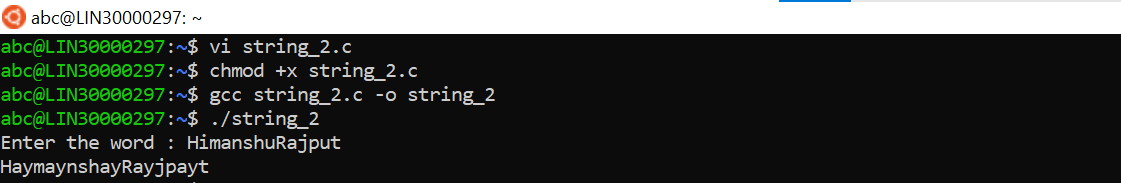 abc@LIN30000297: ~
abc@LIN30000297:~$ vi string_2.c
abc@LIN30000297:~$ chmod +x string_2.c
abc@LIN30000297:~$ gcc string_2.c -o string_2
abc@LIN30000297:~$ ./string_2
Enter the word : HimanshuRajput
HaymaynshayRayjpayt